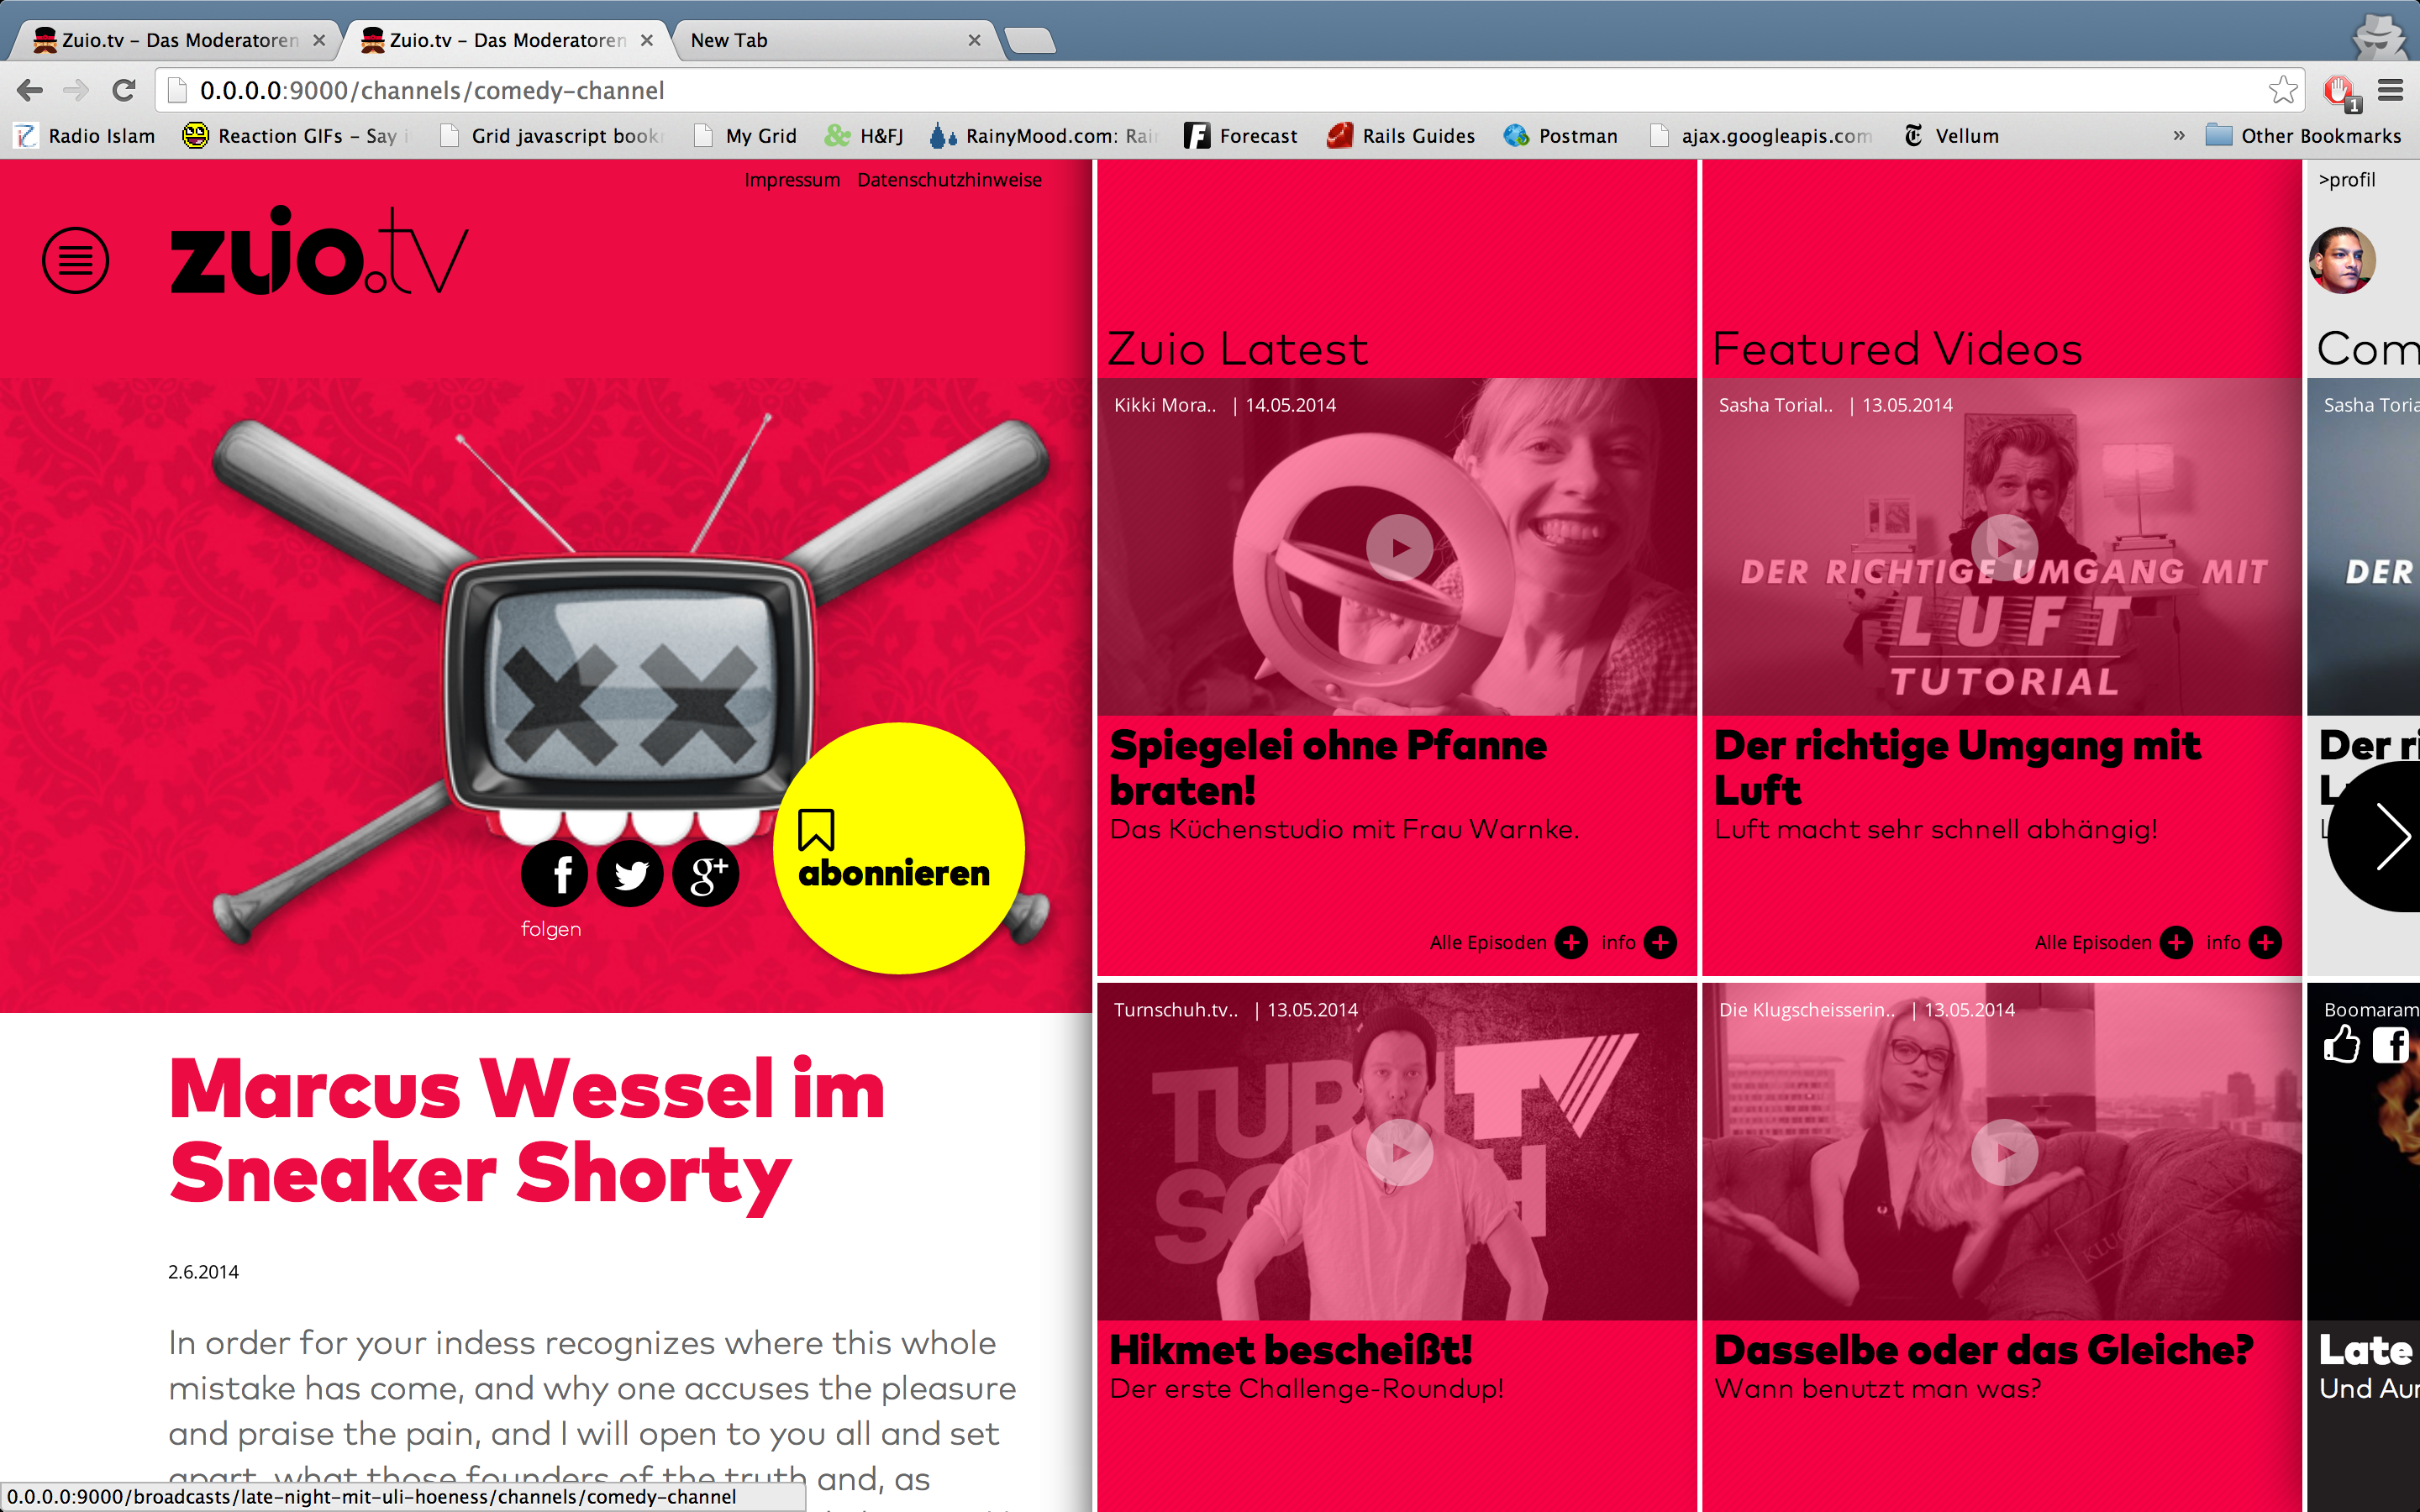 Zuio.tv – Das Moderatoren
Zuio.tv – Das Moderatoren
New Tab
0.0.0.0:9000/channels/comedy-channel
1
Radio Islam
Reaction GIFs – Say
Grid javascript book
My Grid
H&FJ
RainyMood.com: Rai
Forecast
Rails Guides
Postman
ajax.googleapis.com
Vellum
»
Other Bookmarks
Impressum Datenschutzhinweise
zuio.tv
abonnieren
folgen
Marcus Wessel im
Sneaker Shorty
2.6.2014
In order for your indess recognizes where this whole
mistake has come, and why one accuses the pleasure
and praise the pain, and I will open to you all and set
apart, what those founders of the truth and, as
0.0.0.0:9000/broadcasts/late-night-mit-uli-hoeness/channels/comedy-channel
Zuio Latest
Kikki Mora.. | 14.05.2014
Spiegelei ohne Pfanne
braten!
Das Küchenstudio mit Frau Warnke.
Alle Episoden + info +
Turnschuh.tv.. | 13.05.2014
TV
Hikmet bescheißt!
Der erste Challenge-Roundup!
Featured Videos
Sasha Torial.. | 13.05.2014
DER RICHTIGE UMGANG MIT
LUFT
TUTORIAL
Der richtige Umgang mit
Luft
Luft macht sehr schnell abhängig!
Alle Episoden + info +
Die Klugscheisserin.. | 13.05.2014
Dasselbe oder das Gleiche?
Wann benutzt man was?
>profil
Com
Sasha Toria
DER
Der ri
Boomaram
Late
Und Aur